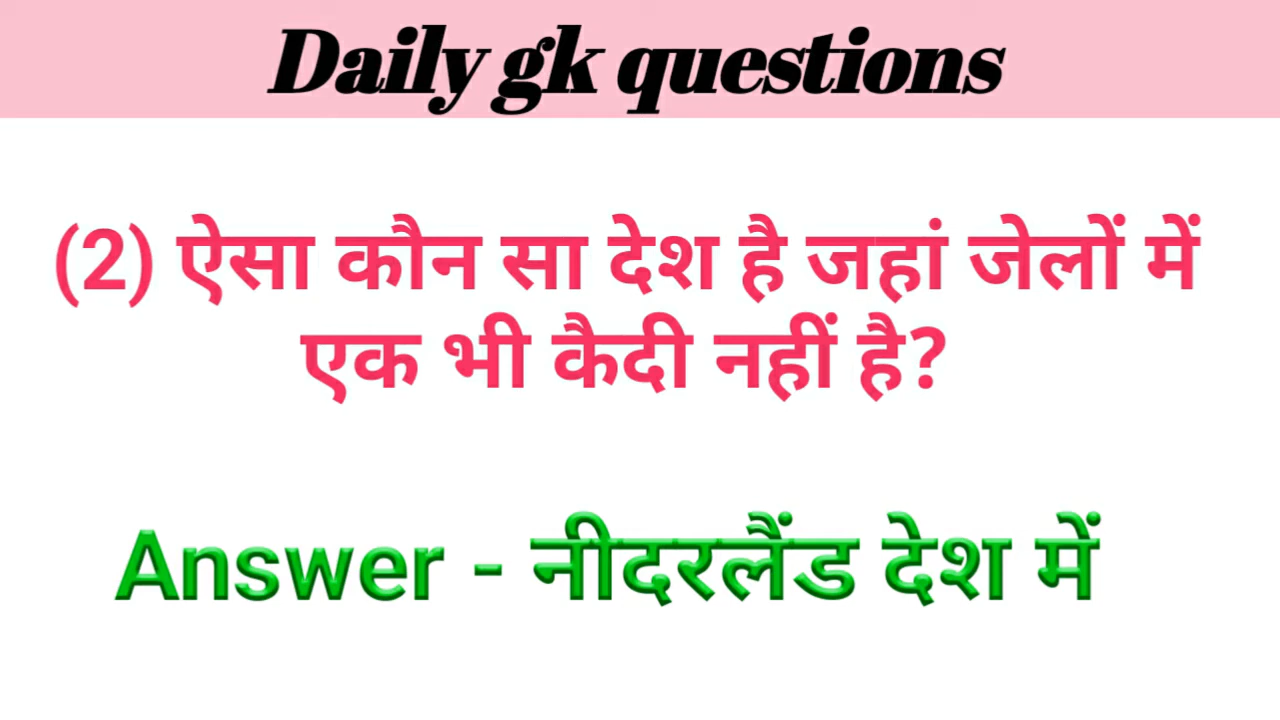 Daily gk questions
(2) ऐसा कौन सा देश है जहां जेलों में
एक भी कैदी नहीं है?
Answer - नीदरलैंड देश में